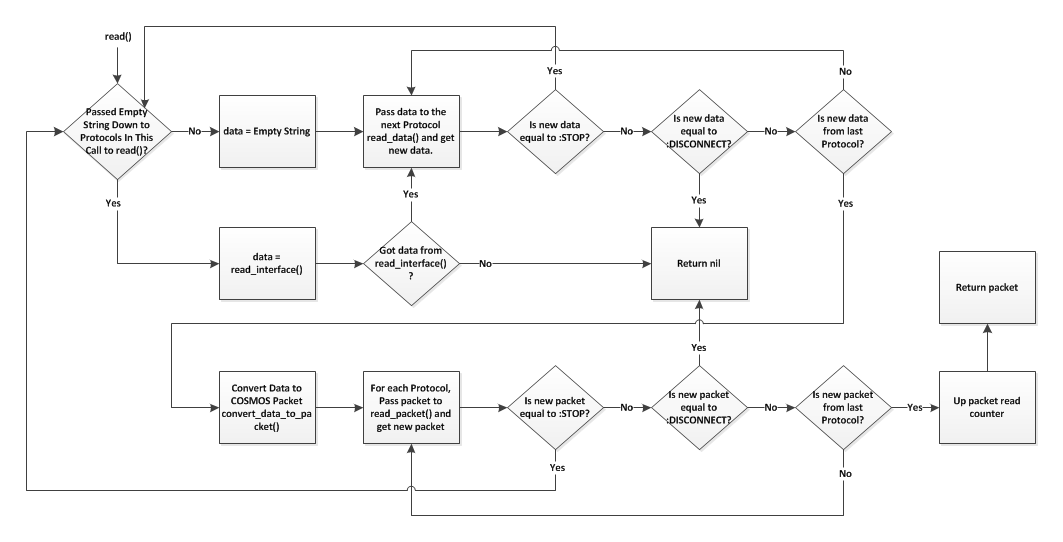 read()
Passed Empty
String Down to
Protocols In This
Call to read()?
No
data = Empty String
Pass data to the
next Protocol
read_data() and get
new data.
Yes
Is new data
equal to :STOP?
No
Is new data
equal to
:DISCONNECT?
No
No
Is new data
from last
Protocol?
Yes
Yes
Yes
Yes
data =
read_interface()
Got data from
read_interface()
?
No
Return nil
Return packet
Yes
Convert Data to
COSMOS Packet
convert_data_to_pa
cket()
For each Protocol,
Pass packet to
read_packet() and
get new packet
Is new packet
equal to :STOP?
No
Is new packet
equal to
:DISCONNECT?
No
Is new packet
from last
Protocol?
Yes
Up packet read
counter
Yes
No